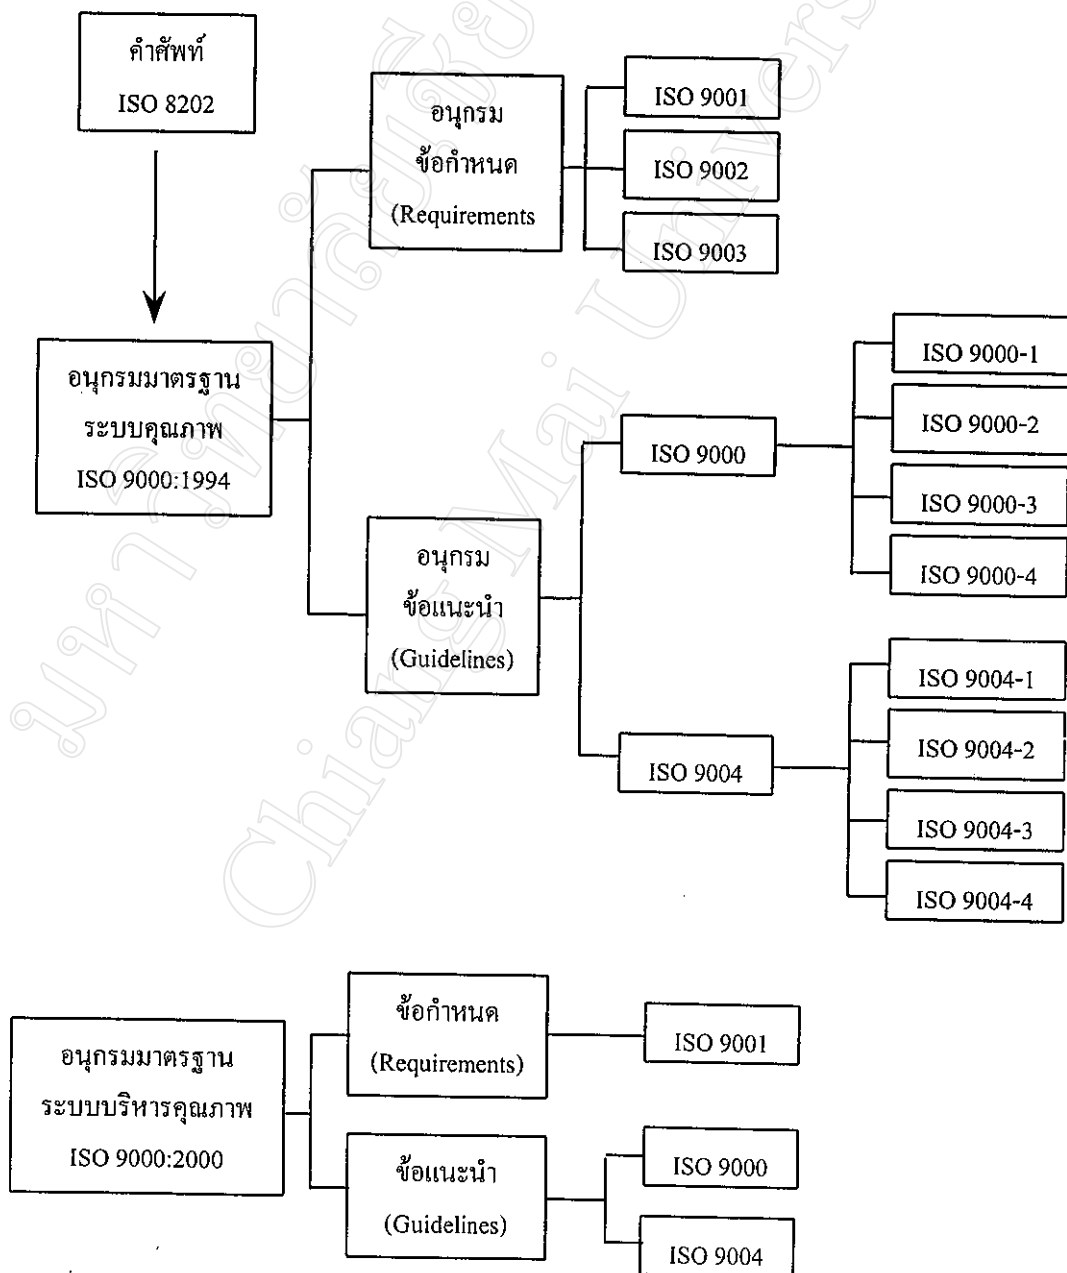 คำศัพท์
ISO 8202
อนุกรม
ข้อกำหนด
(Requirements
ISO 9001
ISO 9002
ISO 9003
อนุกรมมาตรฐาน
ระบบคุณภาพ
ISO 9000:1994
อนุกรม
ข้อแนะนำ
(Guidelines)
ISO 9000
ISO 9000-1
ISO 9000-2
ISO 9000-3
ISO 9000-4
ISO 9004
ISO 9004-1
ISO 9004-2
ISO 9004-3
ISO 9004-4
อนุกรมมาตรฐาน
ระบบบริหารคุณภาพ
ISO 9000:2000
ข้อกำหนด
(Requirements)
ISO 9001
ข้อแนะนำ
(Guidelines)
ISO 9000
ISO 9004
Chiang Mai Univers